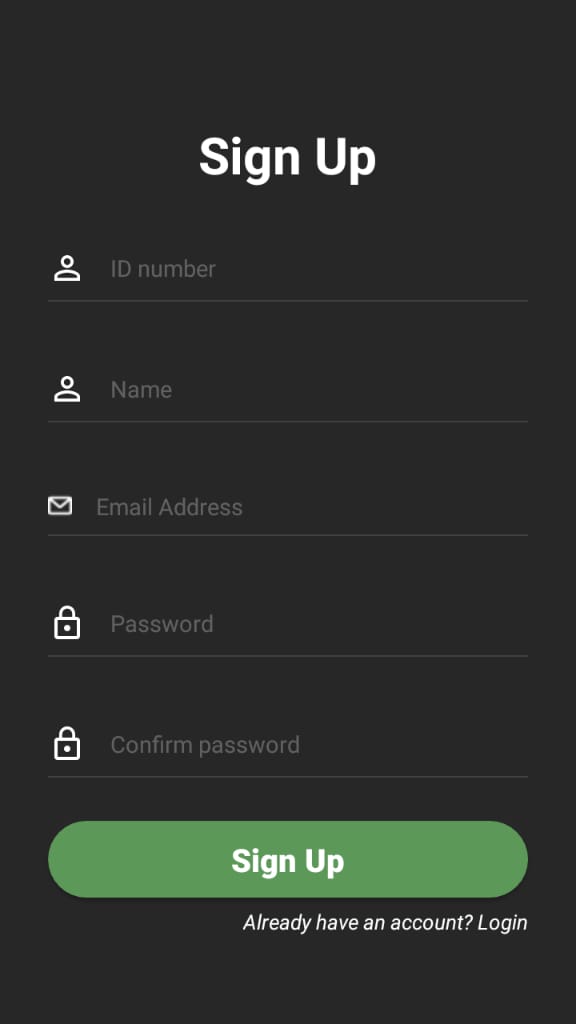 Sign Up
ID number
Name
Email Address
Password
Confirm password
Sign Up
Already have an account? Login